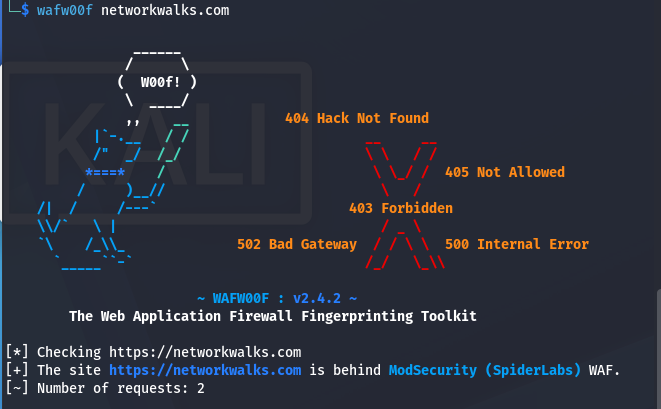 └─$ wafw00f networkwalks.com
W00f!
404 Hack Not Found
405 Not Allowed
403 Forbidden
502 Bad Gateway 500 Internal Error
~ WAFW00F : v2.4.2 ~
The Web Application Firewall Fingerprinting Toolkit
[*] Checking https://networkwalks.com
[+] The site https://networkwalks.com is behind ModSecurity (SpiderLabs) WAF.
[~] Number of requests: 2
KALI